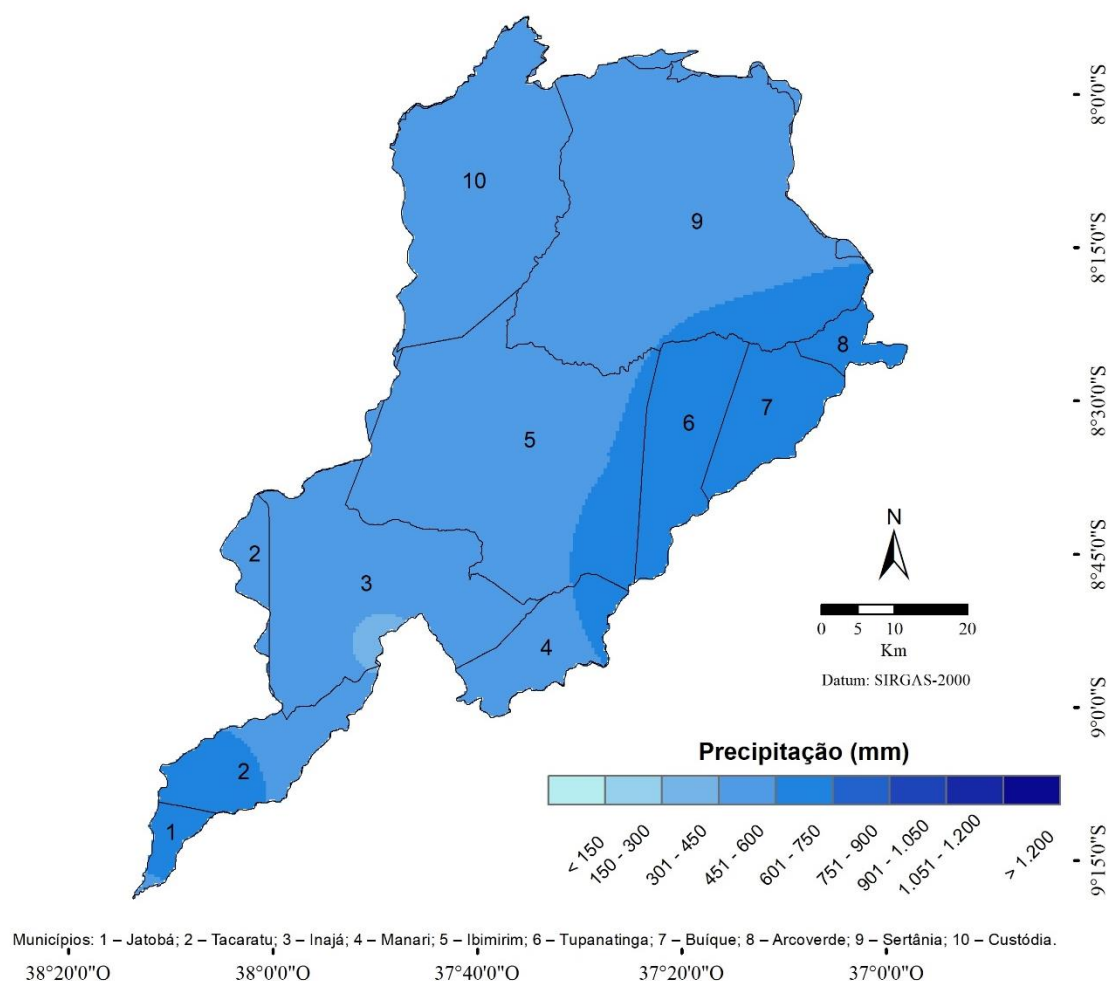 10
9
8
7
6
5
2
3
4
2
1
8°0'0"S
8°15'0"S
8°30'0"S
8°45'0"S
9°0'0"S
9°15'0"S
N
0 5 10 20
Km
Datum: SIRGAS-2000
Precipitação (mm)
< 150
150 - 300
301 - 450
451 - 600
601 - 750
751 - 900
901 - 1.050
1.051 - 1.200
> 1.200
Municípios: 1 – Jatobá; 2 – Tacaratu; 3 – Inajá; 4 – Manari; 5 – Ibimirim; 6 – Tupanatinga; 7 – Buíque; 8 – Arcoverde; 9 – Sertânia; 10 – Custódia.
38°20'0"O 38°0'0"O 37°40'0"O 37°20'0"O 37°0'0"O